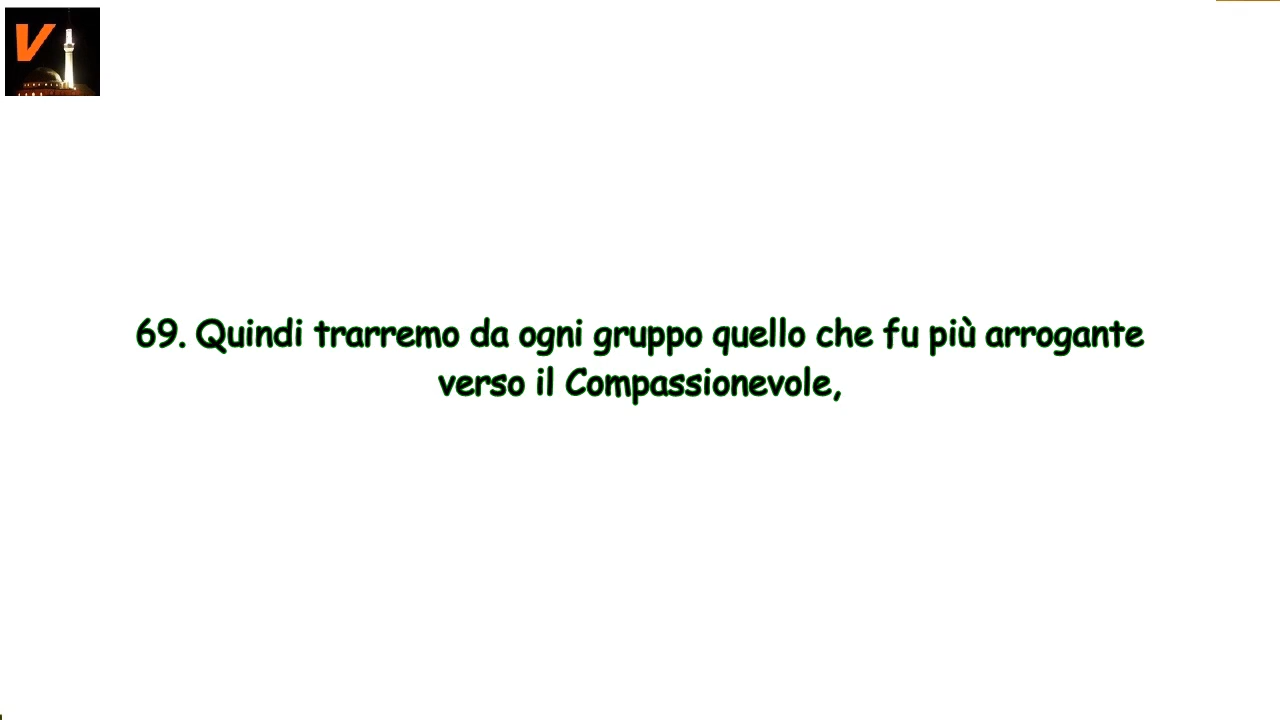 V
69. Quindi trarremo da ogni gruppo quello che fu più arrogante
verso il Compassionevole,